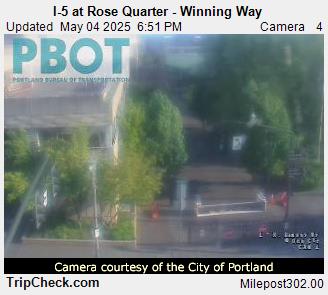 I-5 at Rose Quarter - Winning Way
Updated May 04 2025 6:51 PM Camera 4
PBOT
PORTLAND BUREAU OF TRANSPORTATION
Camera courtesy of the City of Portland
TripCheck.com Milepost302.00